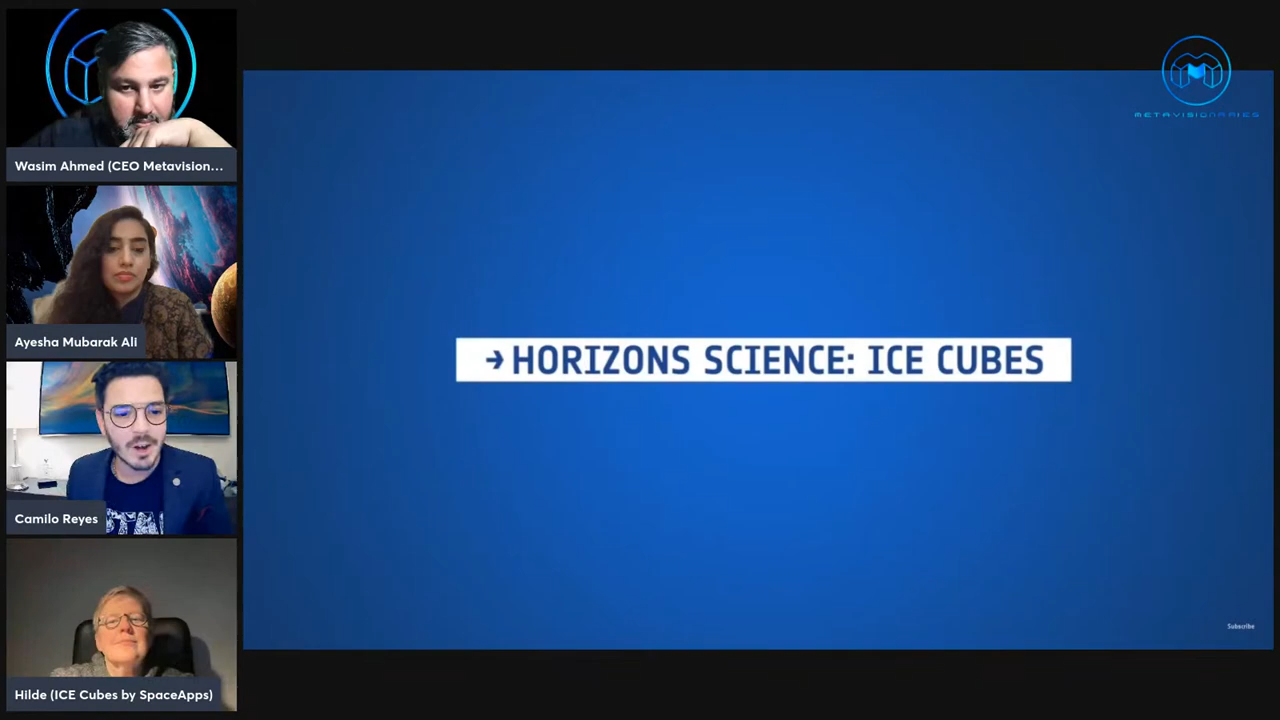 Wasim Ahmed (CEO Metavision...
Ayesha Mubarak Ali
Camilo Reyes
Hilde (ICE Cubes by SpaceApps)
→ HORIZONS SCIENCE: ICE CUBES
METAVISIONARIES
Subscribe